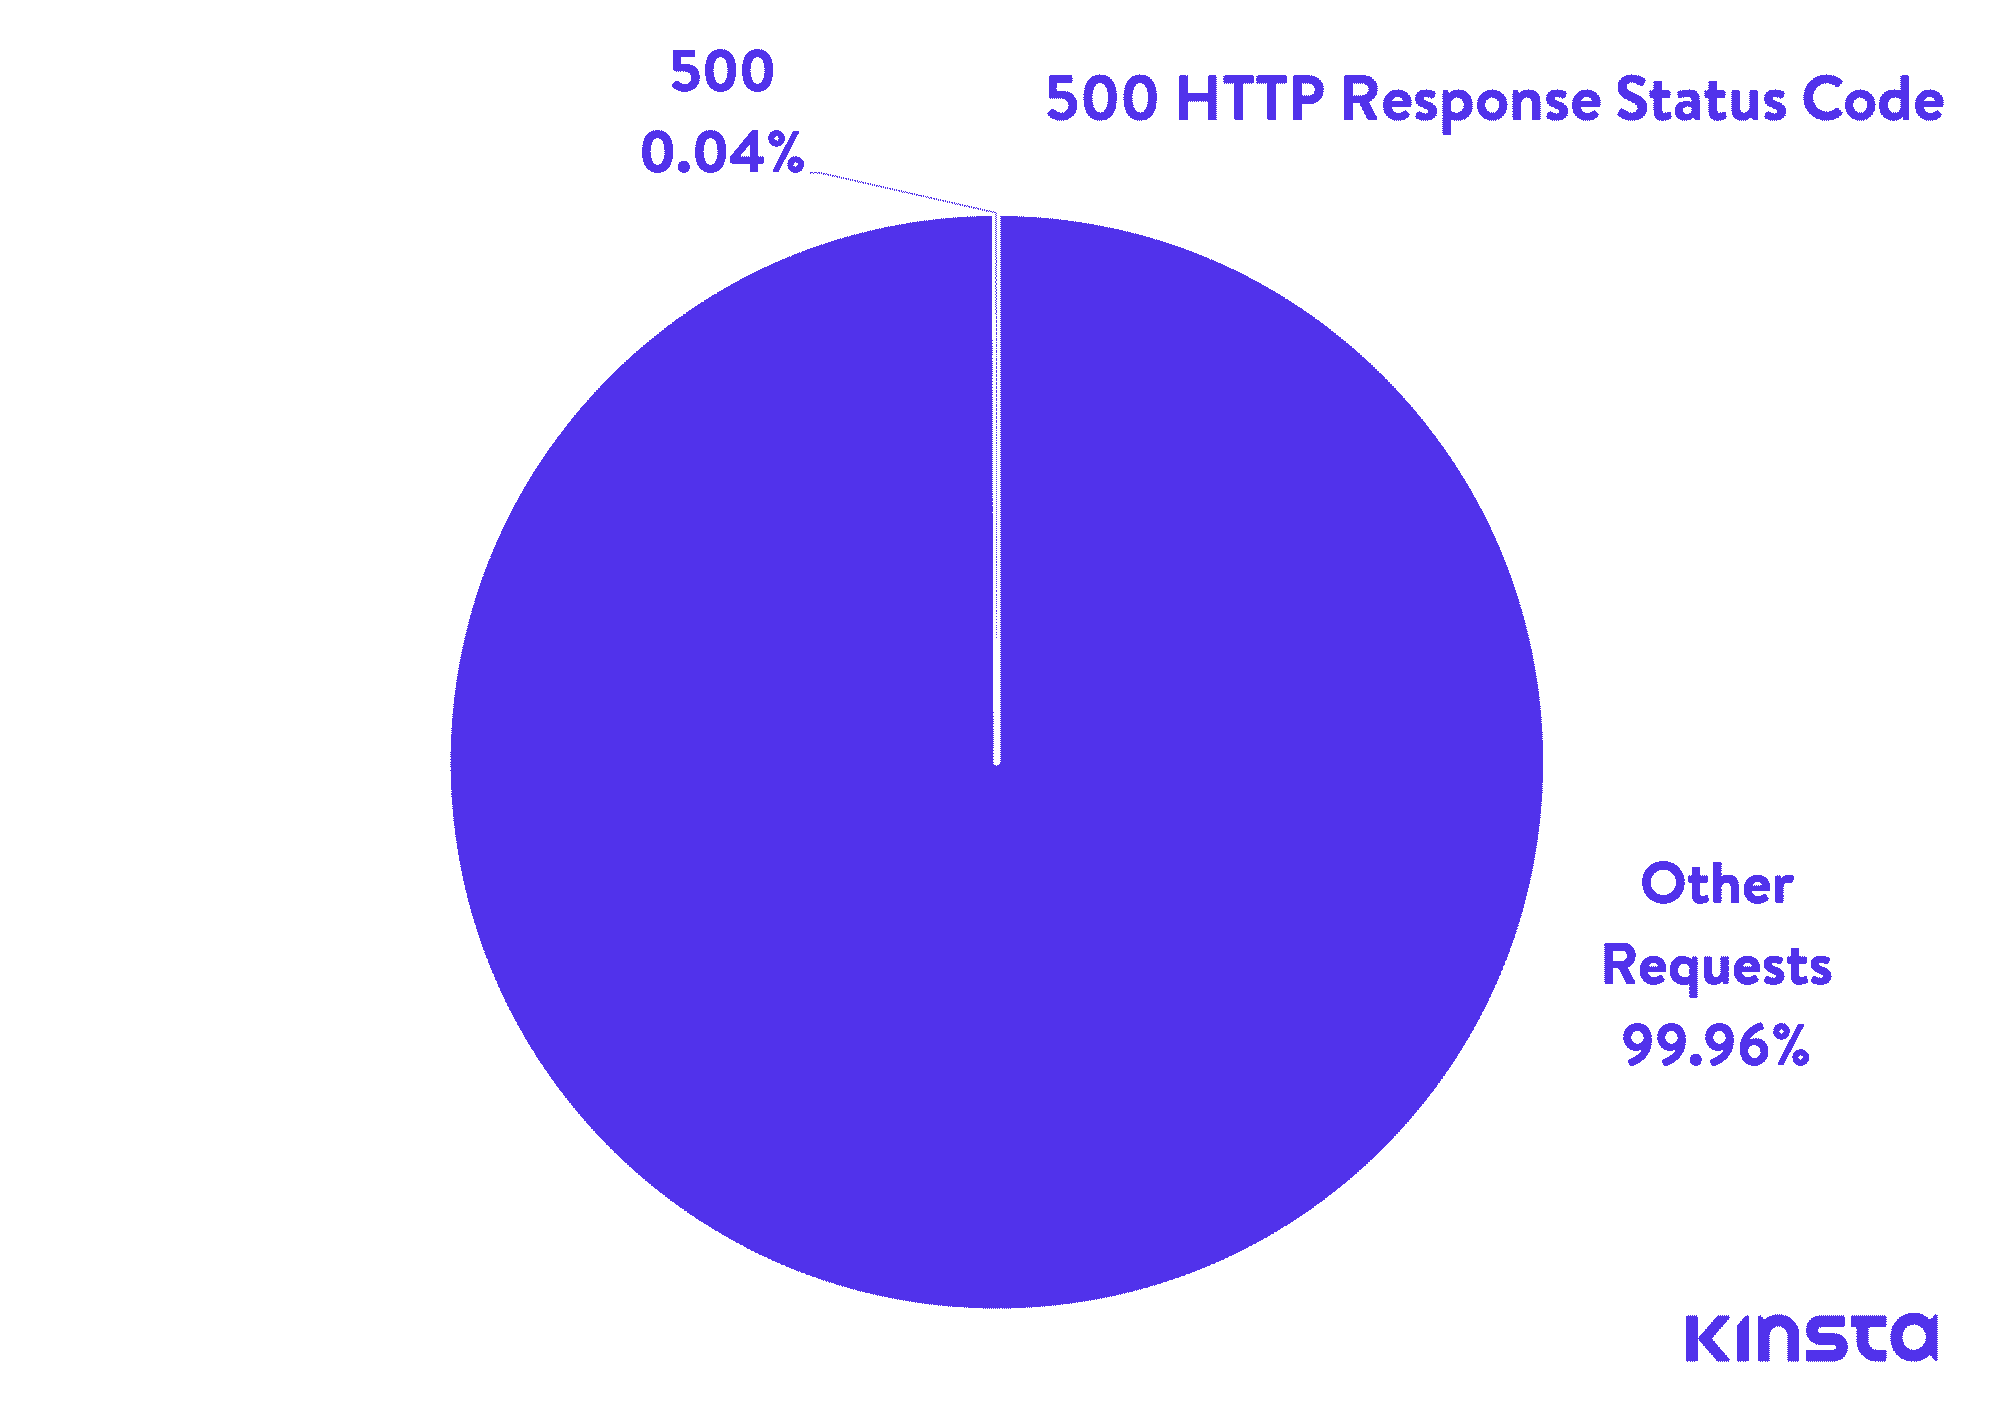 500
0.04%
500 HTTP Response Status Code
Other
Requests
99.96%
KINSTA